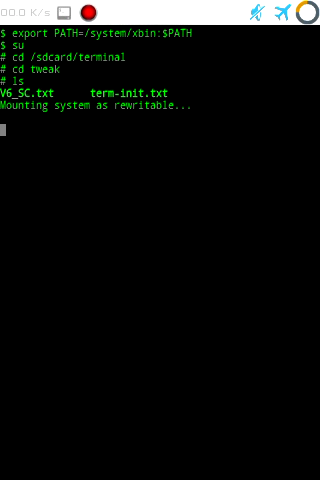 00.0 K/s
$ export PATH=/system/xbin:$PATH
$ su
# cd /sdcard/terminal
# cd tweak
# ls
V6_SC.txt      term-init.txt
Mounting system as rewritable...